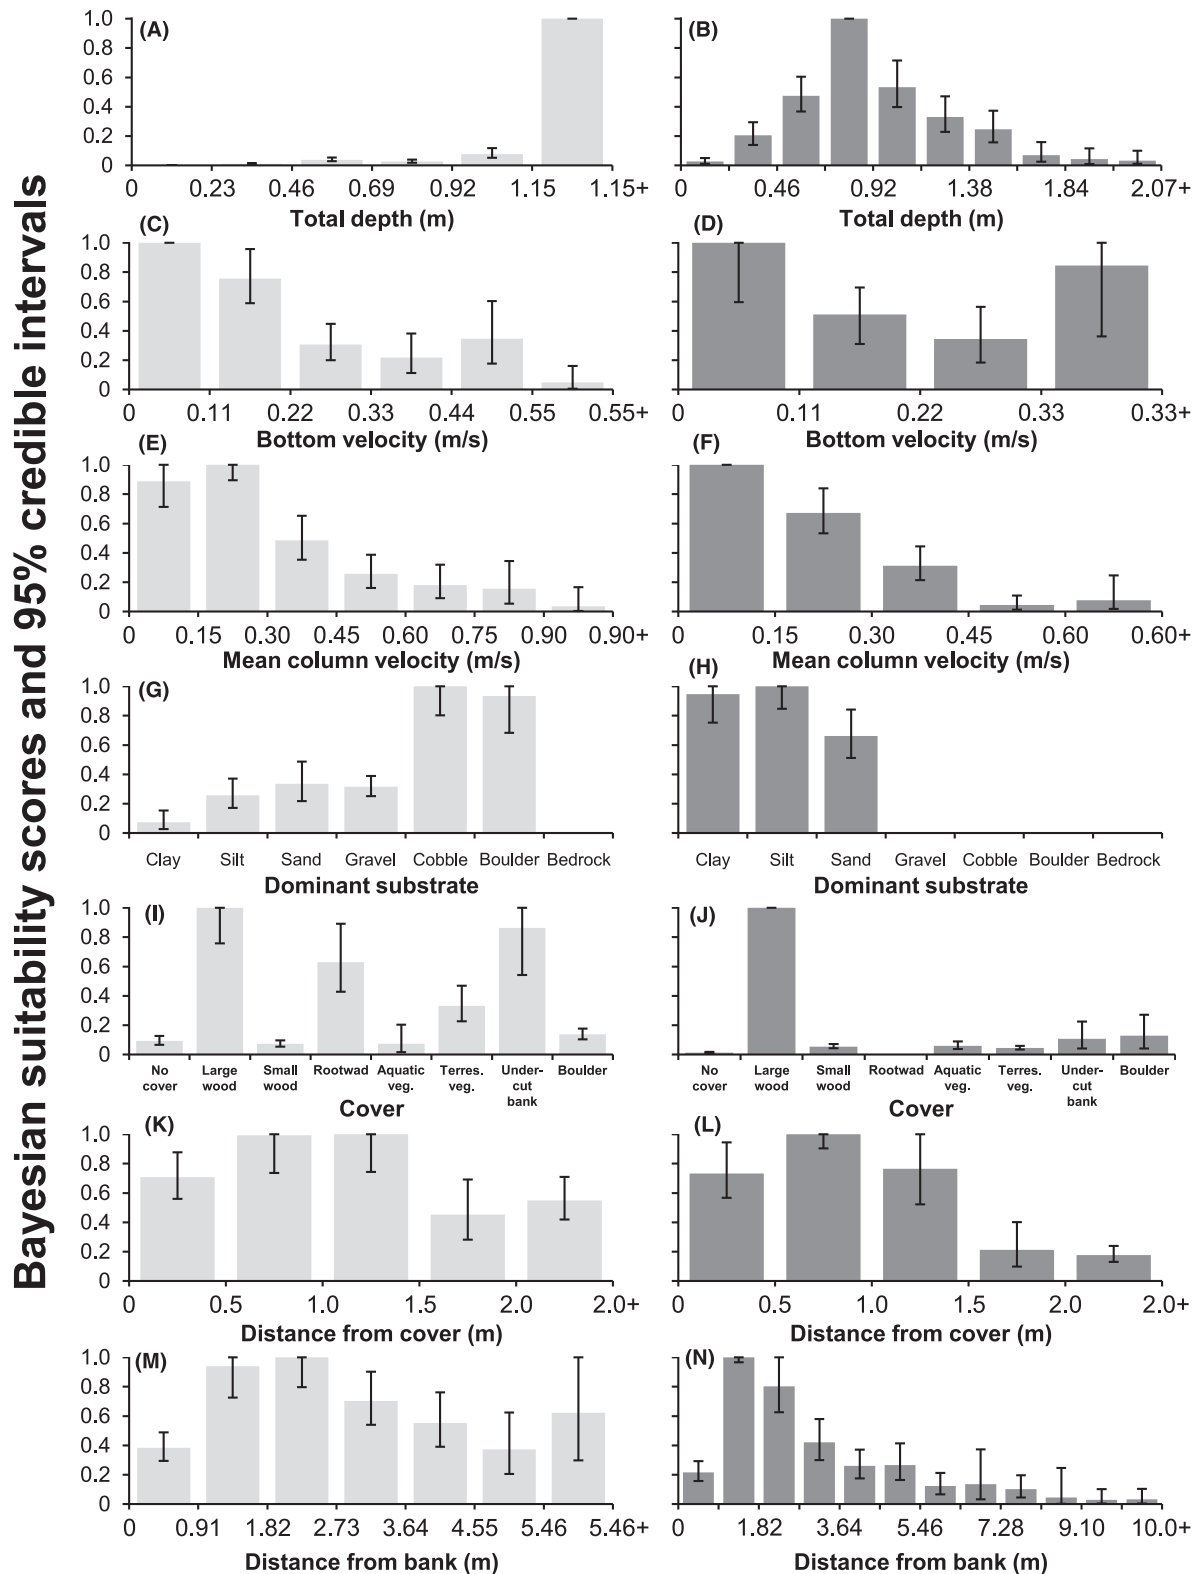 Bayesian suitability scores and 95% credible intervals
(A)
1.0
0.8
0.6
0.4
0.2
0
0 0.23 0.46 0.69 0.92 1.15 1.15+
Total depth (m)
(B)
0 0.46 0.92 1.38 1.84 2.07+
Total depth (m)
(C)
1.0
0.8
0.6
0.4
0.2
0
0 0.11 0.22 0.33 0.44 0.55 0.55+
Bottom velocity (m/s)
(D)
0 0.11 0.22 0.33 0.33+
Bottom velocity (m/s)
(E)
1.0
0.8
0.6
0.4
0.2
0
0 0.15 0.30 0.45 0.60 0.75 0.90 0.90+
Mean column velocity (m/s)
(F)
0 0.15 0.30 0.45 0.60 0.60+
Mean column velocity (m/s)
(G)
1.0
0.8
0.6
0.4
0.2
0
Clay Silt Sand Gravel Cobble Boulder Bedrock
Dominant substrate
(H)
Clay Silt Sand Gravel Cobble Boulder Bedrock
Dominant substrate
(I)
1.0
0.8
0.6
0.4
0.2
0
No Large Small Rootwad Aquatic Terres. Under- Boulder
cover wood wood veg. veg. cut
bank
Cover
(J)
No Large Small Rootwad Aquatic Terres. Under- Boulder
cover wood wood veg. veg. cut
bank
Cover
(K)
1.0
0.8
0.6
0.4
0.2
0
0 0.5 1.0 1.5 2.0 2.0+
Distance from cover (m)
(L)
0 0.5 1.0 1.5 2.0 2.0+
Distance from cover (m)
(M)
1.0
0.8
0.6
0.4
0.2
0
0 0.91 1.82 2.73 3.64 4.55 5.46 5.46+
Distance from bank (m)
(N)
0 1.82 3.64 5.46 7.28 9.10 10.0+
Distance from bank (m)